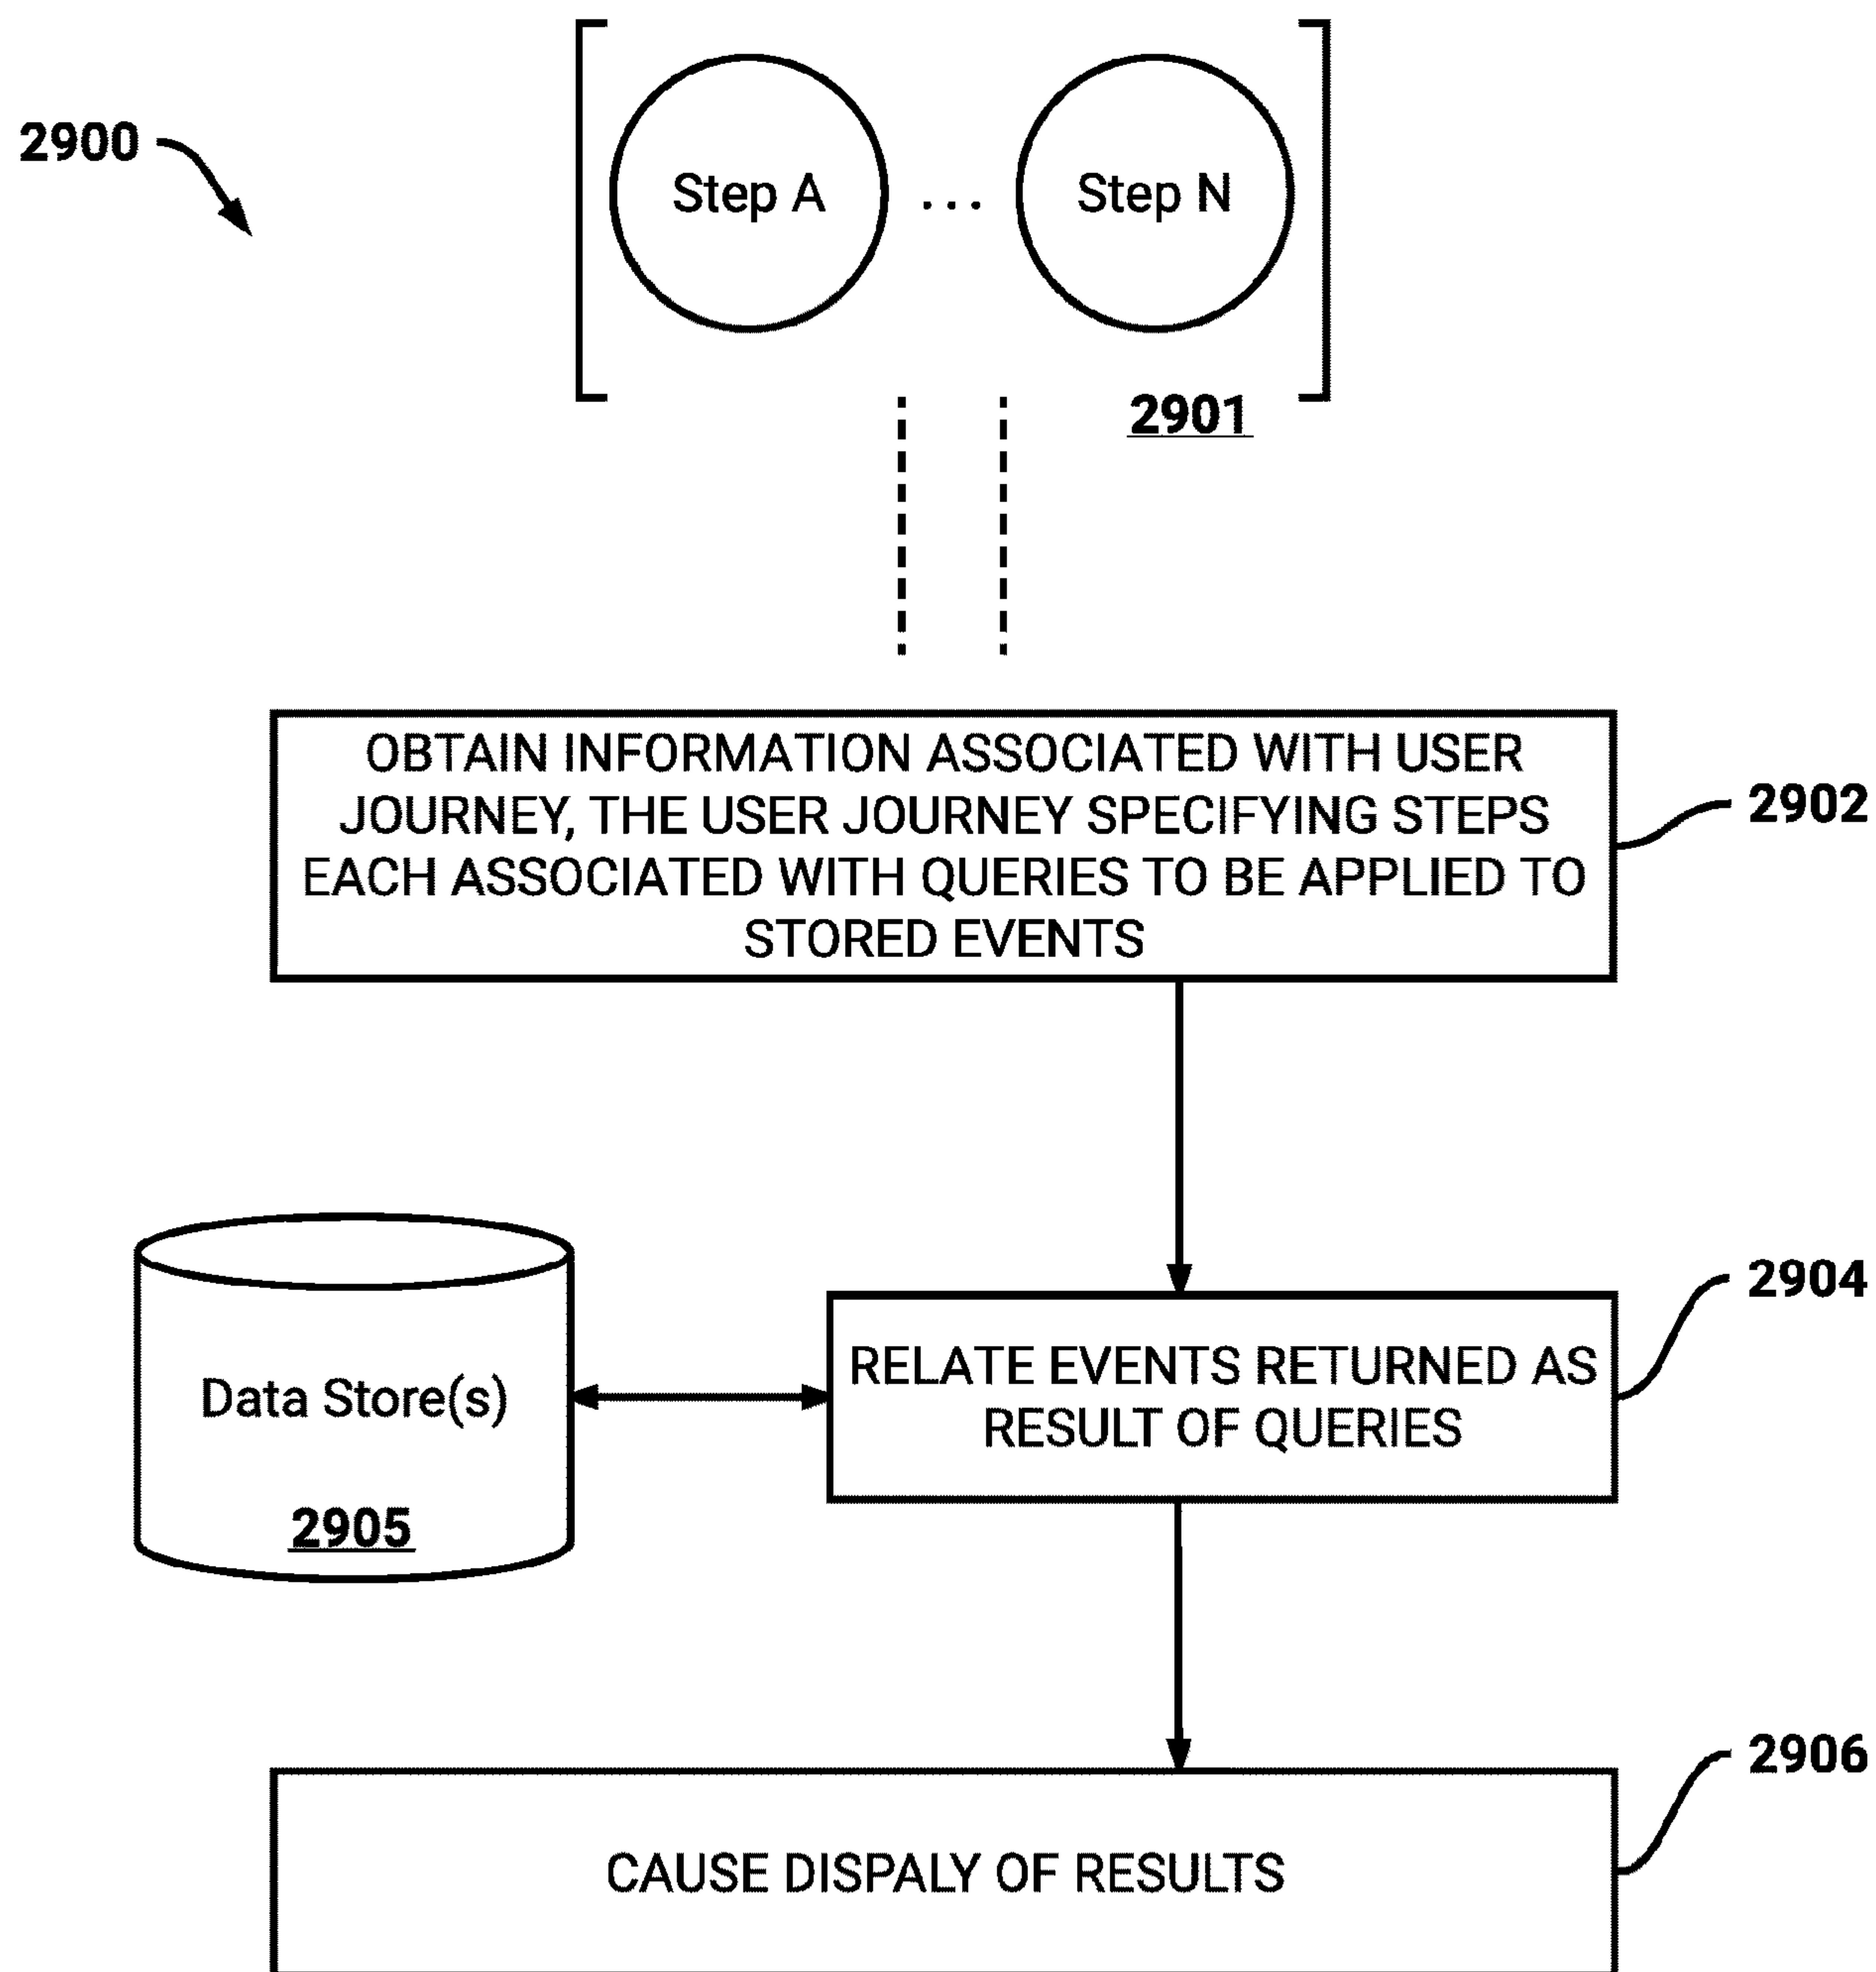 2900
Step A
...
Step N
2901
OBTAIN INFORMATION ASSOCIATED WITH USER
JOURNEY, THE USER JOURNEY SPECIFYING STEPS
EACH ASSOCIATED WITH QUERIES TO BE APPLIED TO
STORED EVENTS
2902
Data Store(s)
2905
RELATE EVENTS RETURNED AS
RESULT OF QUERIES
2904
CAUSE DISPALY OF RESULTS
2906